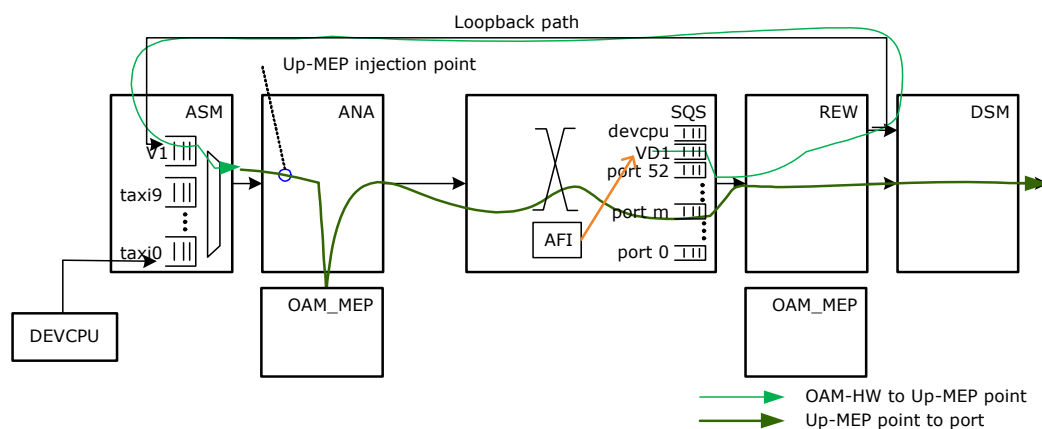 Loopback path
Up-MEP injection point
ASM
ANA
SQS
REW
DSM
devcpu
V1
VD1
port 52
taxi9
port m
AFI
taxi0
port 0
OAM_MEP
OAM_MEP
DEVCPU
OAM-HW to Up-MEP point
Up-MEP point to port